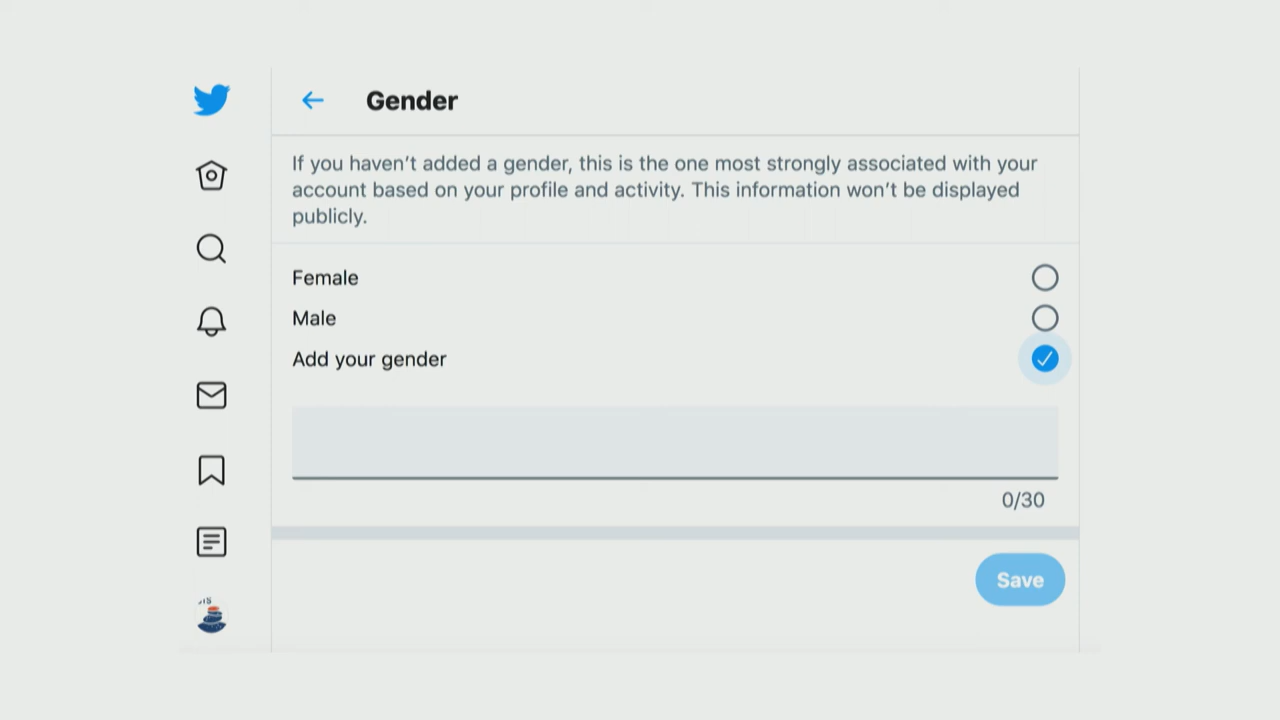 Gender
If you haven’t added a gender, this is the one most strongly associated with your
account based on your profile and activity. This information won’t be displayed
publicly.
Female
Male
Add your gender
0/30
Save